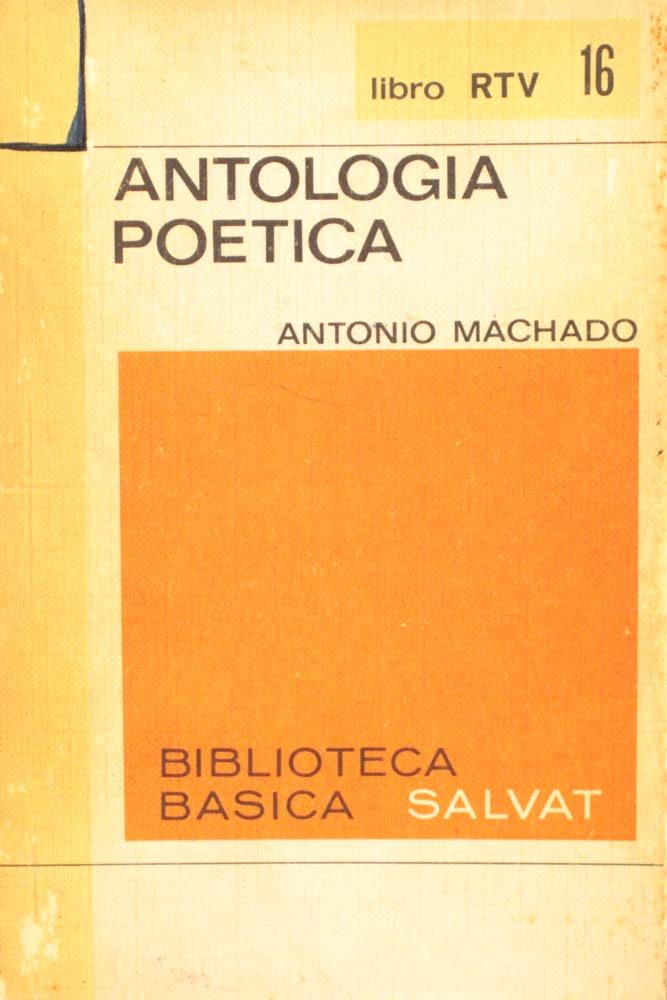 libro RTV 16
ANTOLOGIA
POETICA
ANTONIO MACHADO
BIBLIOTECA
BASICA SALVAT